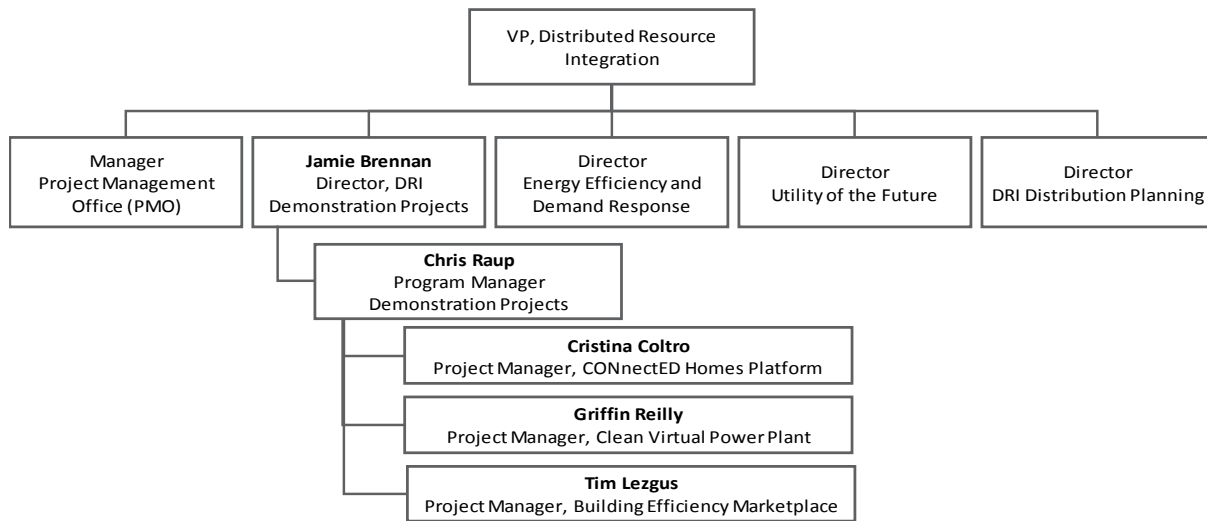 VP, Distributed Resource
Integration
Manager
Project Management
Office (PMO)
Jamie Brennan
Director, DRI
Demonstration Projects
Director
Energy Efficiency and
Demand Response
Director
Utility of the Future
Director
DRI Distribution Planning
Chris Raup
Program Manager
Demonstration Projects
Cristina Coltro
Project Manager, CONnectED Homes Platform
Griffin Reilly
Project Manager, Clean Virtual Power Plant
Tim Lezgus
Project Manager, Building Efficiency Marketplace